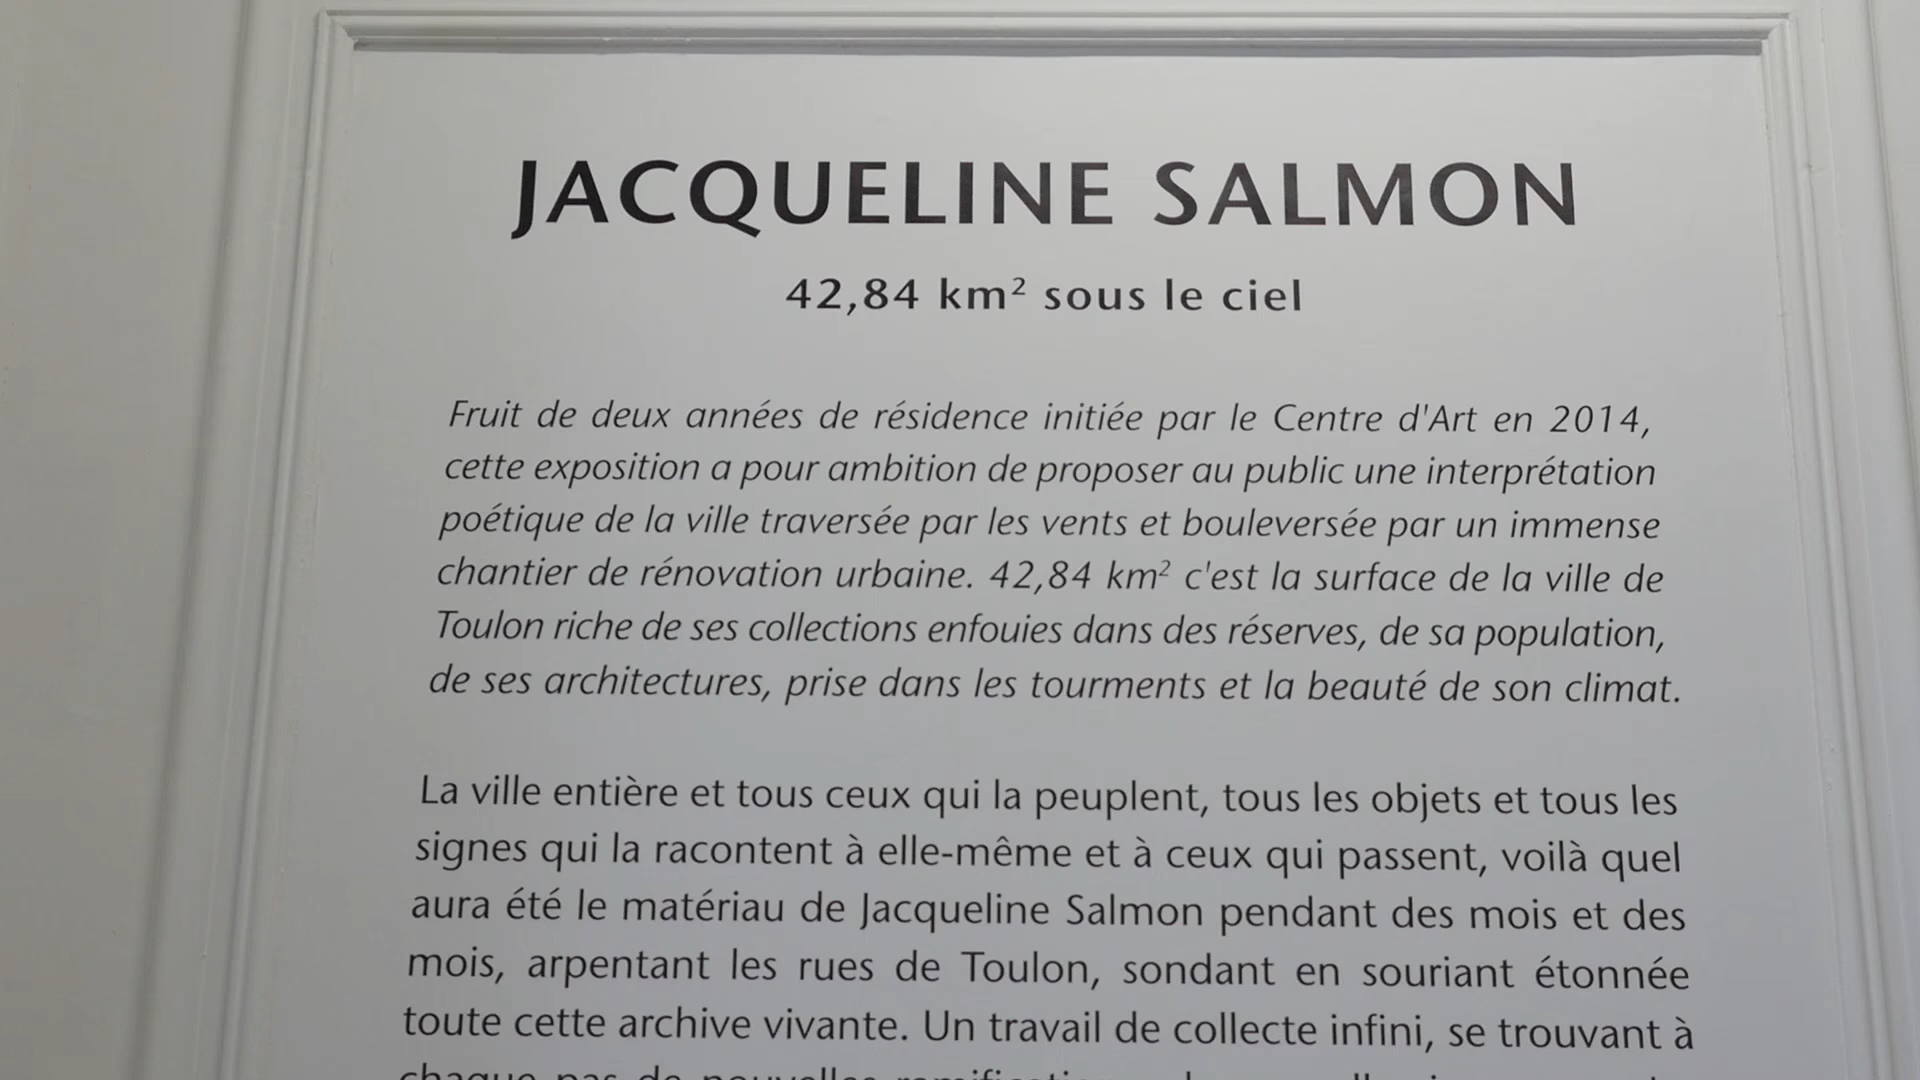 JACQUELINE SALMON
42,84 km² sous le ciel
Fruit de deux années de résidence initiée par le Centre d'Art en 2014,
cette exposition a pour ambition de proposer au public une interprétation
poétique de la ville traversée par les vents et bouleversée par un immense
chantier de rénovation urbaine. 42,84 km² c'est la surface de la ville de
Toulon riche de ses collections enfouies dans des réserves, de sa population,
de ses architectures, prise dans les tourments et la beauté de son climat.
La ville entière et tous ceux qui la peuplent, tous les objets et tous les
signes qui la racontent à elle-même et à ceux qui passent, voilà quel
aura été le matériau de Jacqueline Salmon pendant des mois et des
mois, arpentant les rues de Toulon, sondant en souriant étonnée
toute cette archive vivante. Un travail de collecte infini, se trouvant à
chaque pas de nouvelles